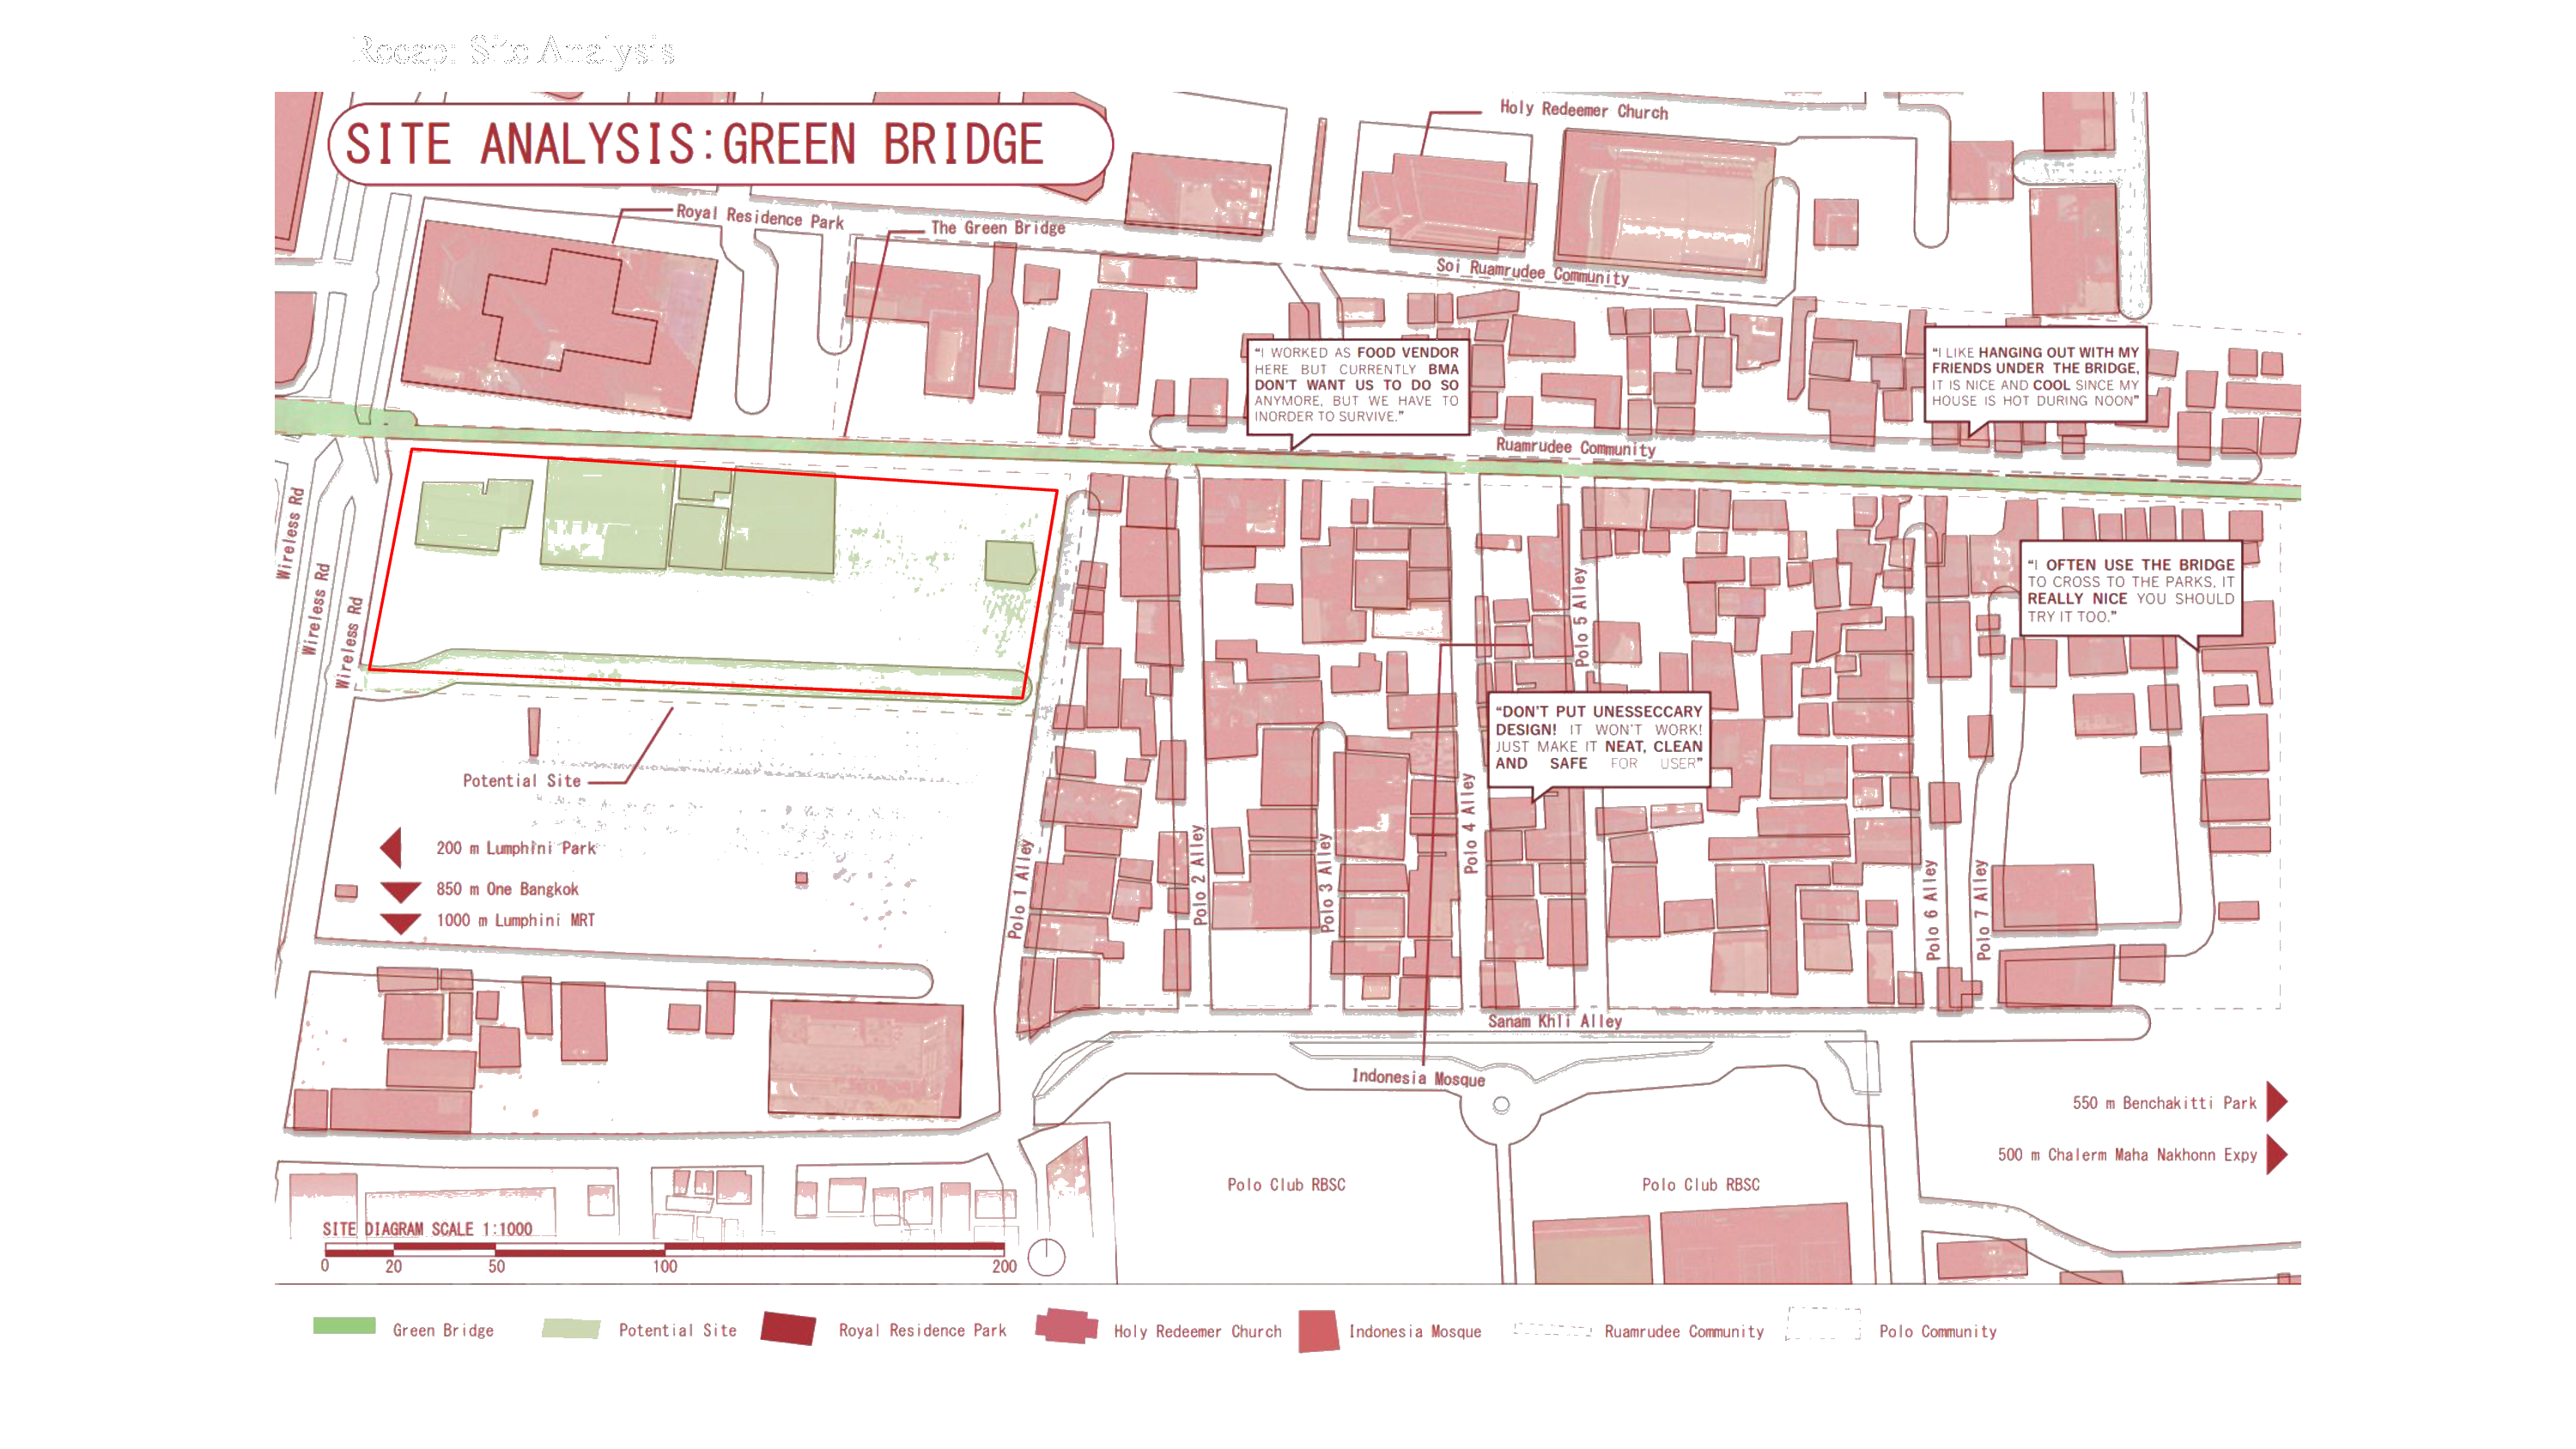 Recap: Site Analysis
SITE ANALYSIS:GREEN BRIDGE
Holy Redeemer Church
Royal Residence Park
The Green Bridge
Soi Ruamrudee Community
"I WORKED AS FOOD VENDOR
HERE BUT CURRENTLY BMA
DON'T WANT US TO DO SO
ANYMORE, BUT WE HAVE TO
INORDER TO SURVIVE."
"I LIKE HANGING OUT WITH MY
FRIENDS UNDER THE BRIDGE,
IT IS NICE AND COOL SINCE MY
HOUSE IS HOT DURING NOON"
Ruamrudee Community
Wireless Rd
Wireless Rd
Wireless Rd
"I OFTEN USE THE BRIDGE
TO CROSS TO THE PARKS, IT
REALLY NICE YOU SHOULD
TRY IT TOO."
Polo 5 Alley
"DON'T PUT UNESSECCARY
DESIGN! IT WON'T WORK!
JUST MAKE IT NEAT, CLEAN
AND SAFE FOR USER"
Potential Site
200 m Lumphini Park
850 m One Bangkok
1000 m Lumphini MRT
Polo 1 Alley
Polo 2 Alley
Polo 3 Alley
Polo 4 Alley
Polo 6 Alley
Polo 7 Alley
Sanam Khli Alley
Indonesia Mosque
550 m Benchakitti Park
500 m Chalerm Maha Nakhonn Expy
Polo Club RBSC
Polo Club RBSC
SITE DIAGRAM SCALE 1:1000
0 20 50 100 200
Green Bridge
Potential Site
Royal Residence Park
Holy Redeemer Church
Indonesia Mosque
Ruamrudee Community
Polo Community